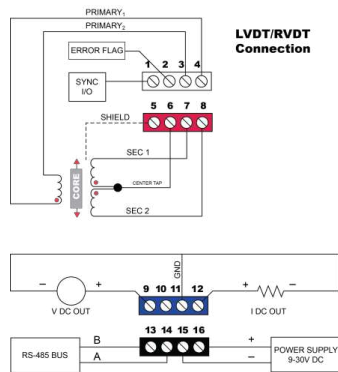 PRIMARY1
PRIMARY2
LVDT/RVDT
Connection
ERROR FLAG
1 2 3 4
SYNC
I/O
5 6 7 8
SHIELD
SEC 1
CORE
CENTER TAP
SEC 2
GND
9 10 11 12
– + + –
V DC OUT
I DC OUT
13 14 15 16
B
A
RS-485 BUS
+
–
POWER SUPPLY
9-30V DC